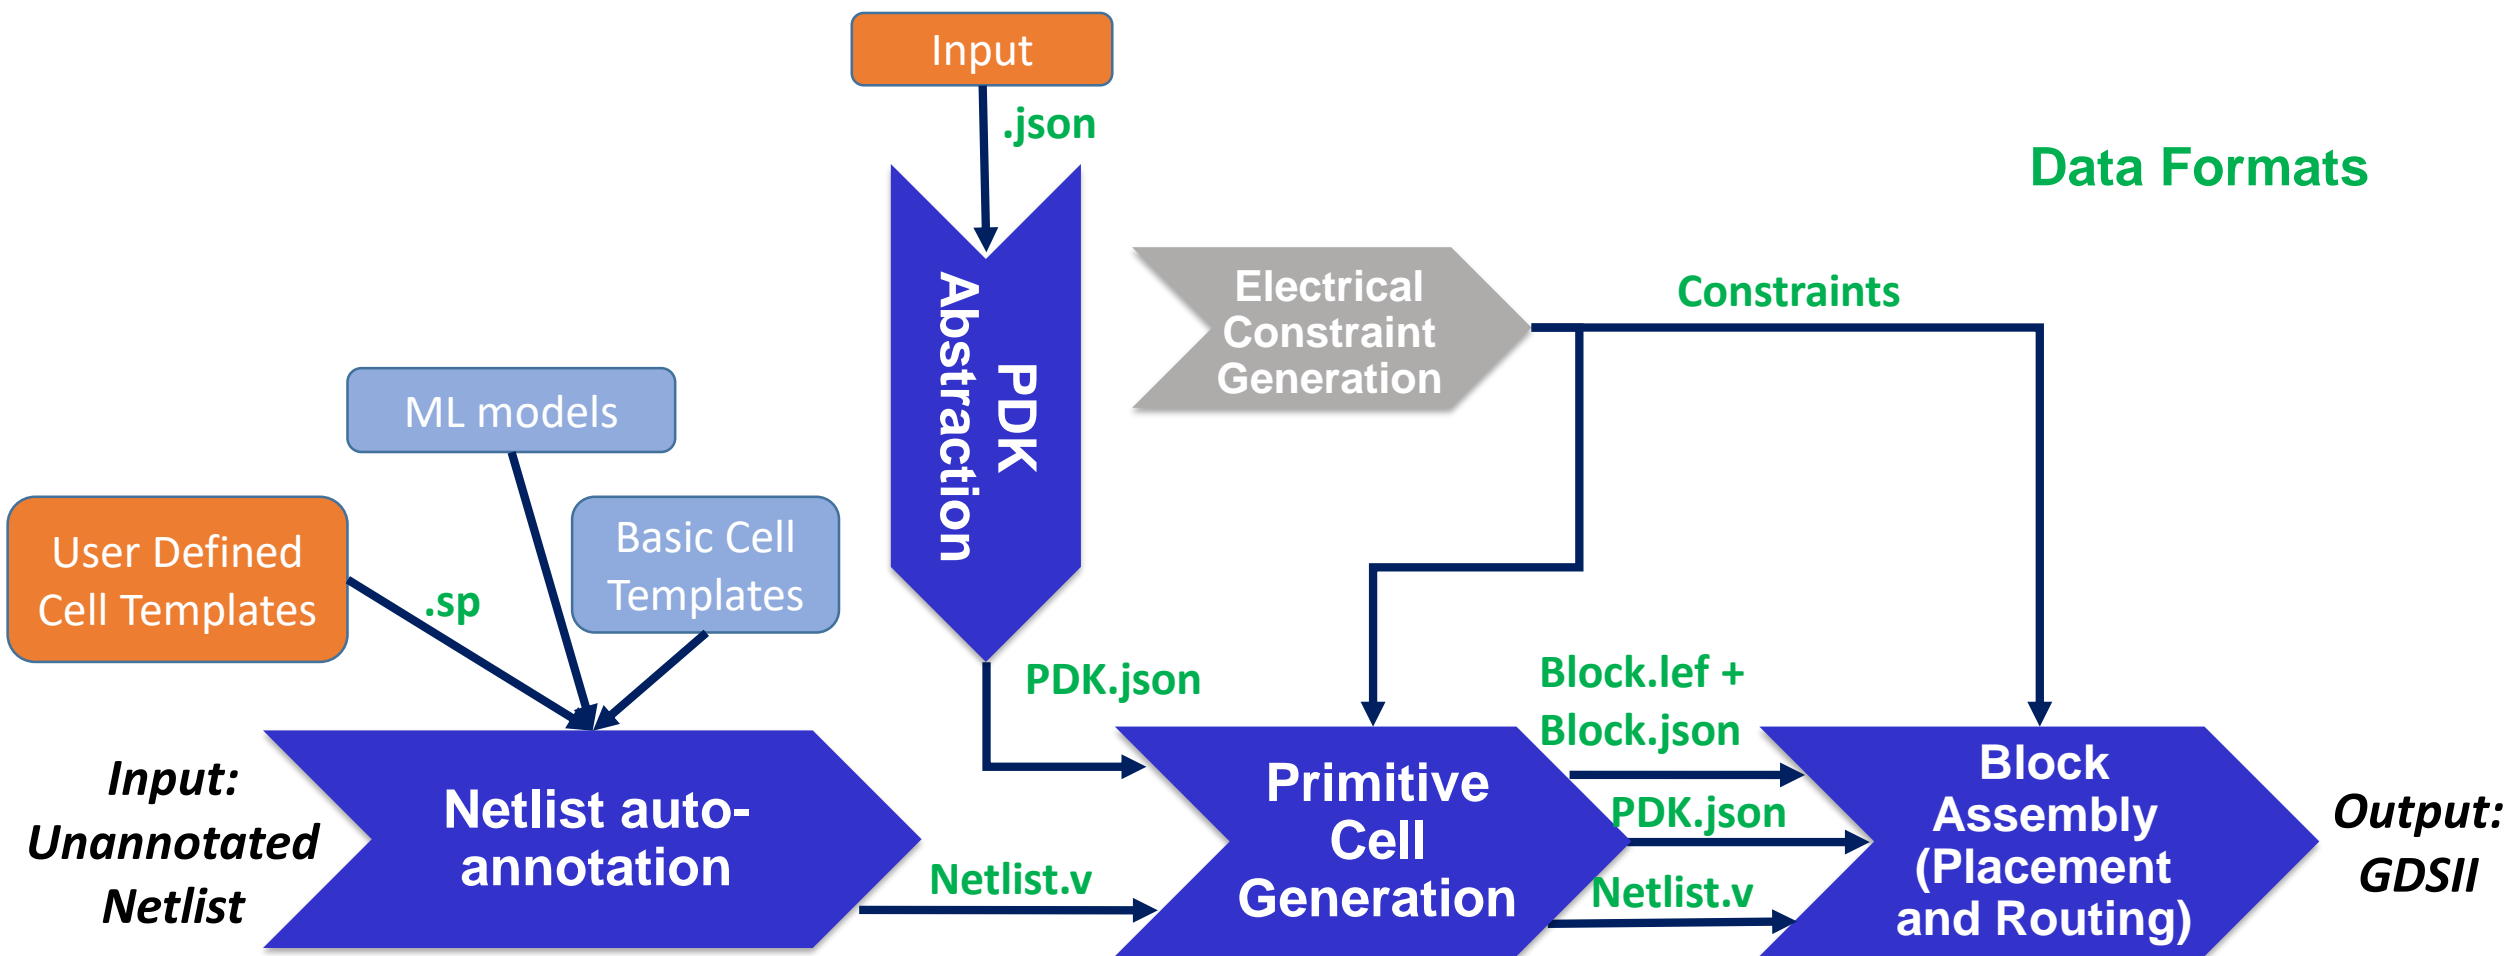 Input
.json
Data Formats
PDK
Abstraction
Electrical
Constraint
Generation
Constraints
ML models
User Defined
Cell Templates
.sp
Basic Cell
Templates
PDK.json
Block.lef +
Block.json
Input:
Unannotated
Netlist
Netlist auto-
annotation
Netlist.v
Primitive
Cell
Generation
PDK.json
Netlist.v
Block
Assembly
(Placement
and Routing)
Output:
GDSII